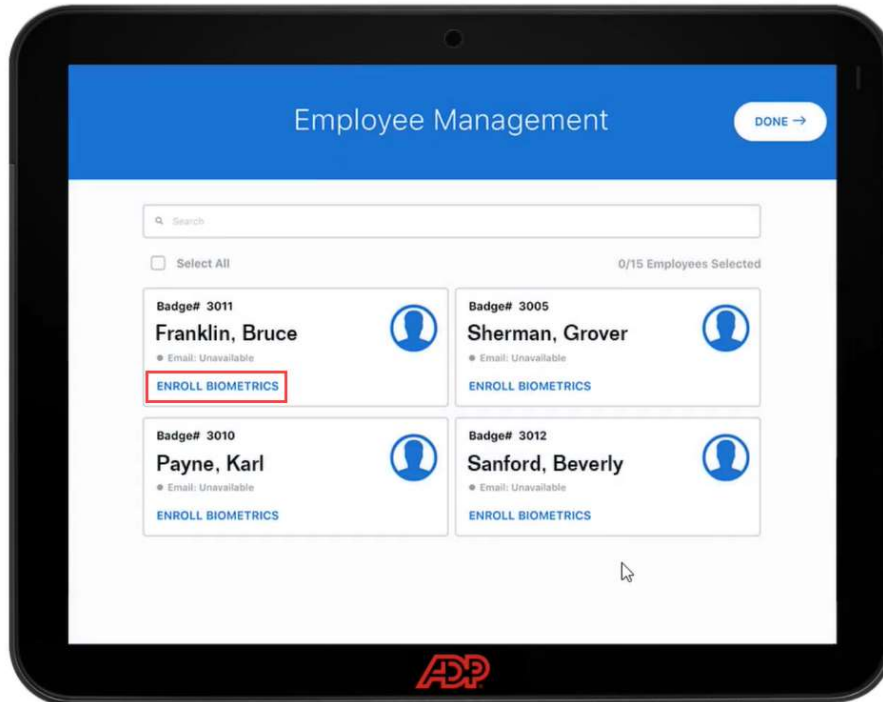 Employee Management
DONE →
Search
Select All
0/15 Employees Selected
Badge# 3011
Franklin, Bruce
Email: Unavailable
ENROLL BIOMETRICS
Badge# 3005
Sherman, Grover
Email: Unavailable
ENROLL BIOMETRICS
Badge# 3010
Payne, Karl
Email: Unavailable
ENROLL BIOMETRICS
Badge# 3012
Sanford, Beverly
Email: Unavailable
ENROLL BIOMETRICS
ADP